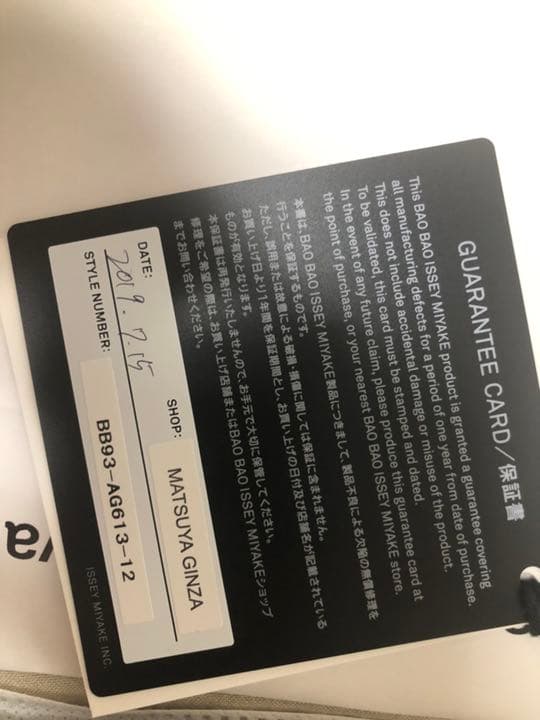 GUARANTEE CARD/保証書
This BAO BAO ISSEY MIYAKE product is granted a guarantee covering
all manufacturing defects for a period of one year from date of purchase.
This does not include accidental damage or misuse of the product.
To be validated, this card must be stamped and dated.
In the event of any future claim, please produce this guarantee card at
the point of purchase, or your nearest BAO BAO ISSEY MIYAKE store.
本書は、BAO BAO ISSEY MIYAKE製品につきまして、製品不良による欠陥の無償修理を
行うことを保証するものです。
ただし、誤用または故意による破損・損傷に関しては保証に含まれません。
お買い上げ日より1年間を保証期間とし、お買い上げの日付及び店舗名が記載されている
ものが有効となります。
本保証書は再発行いたしませんので、お手元で大切に保管してください。
修理をご希望の際は、お買い上げ店舗またはBAO BAO ISSEY MIYAKEショップ
までお問い合わせください。
DATE: 2019.7.15 SHOP: MATSUYA GINZA
STYLE NUMBER: BB93-AG613-12
ISSEY MIYAKE INC.